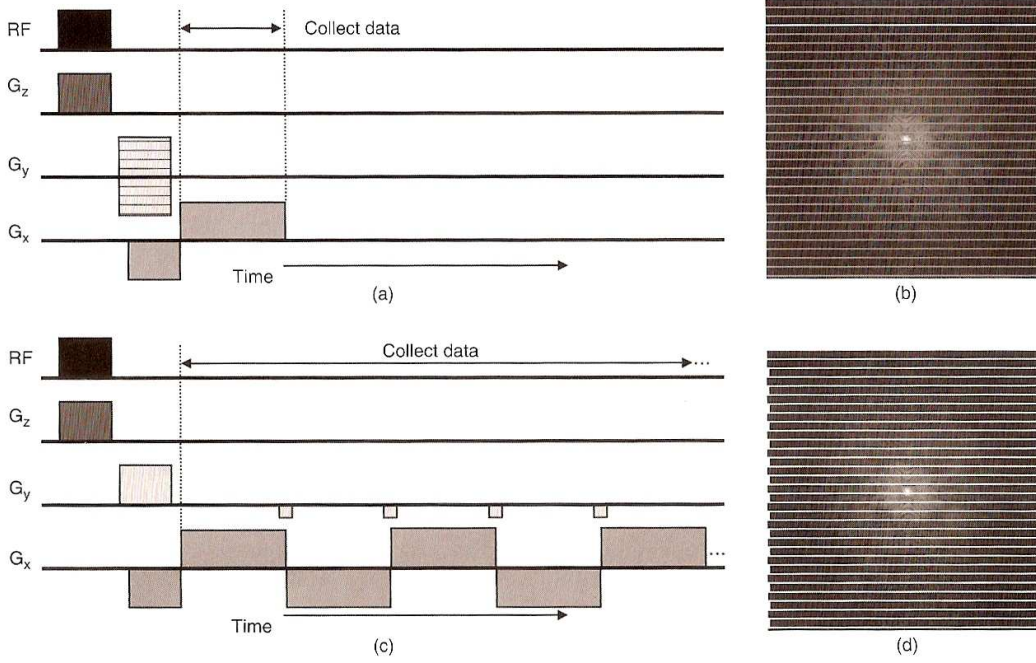 RF
Collect data
Gz
Gy
Gx
Time
(a)
(b)
RF
Collect data
...
Gz
Gy
Gx
...
Time
(c)
(d)